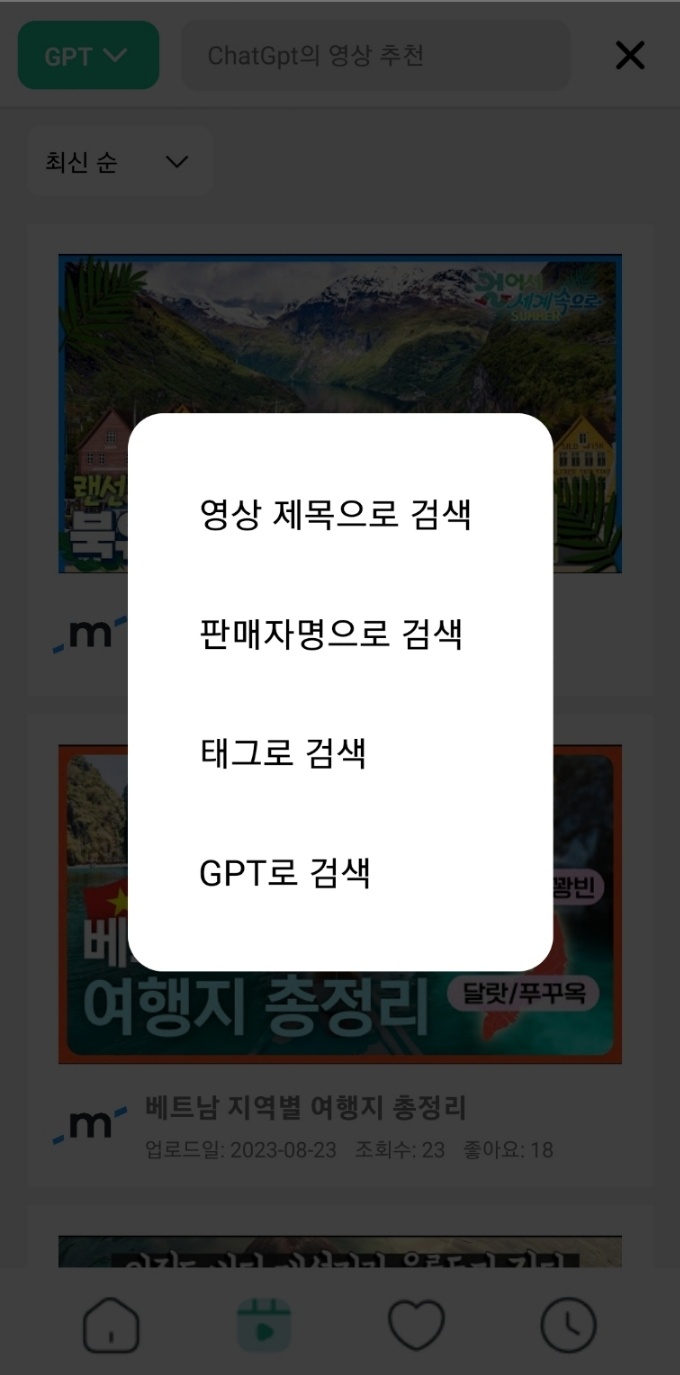 GPT
ChatGpt의 영상 추천
최신 순
걸어서
세계속으로
SUMMER
랜선
영상 제목으로 검색
판매자명으로 검색
태그로 검색
GPT로 검색
m
꽝빈
베
여행지 총정리
달랏/푸꾸옥
m
베트남 지역별 여행지 총정리
업로드일: 2023-08-23 조회수: 23 좋아요: 18